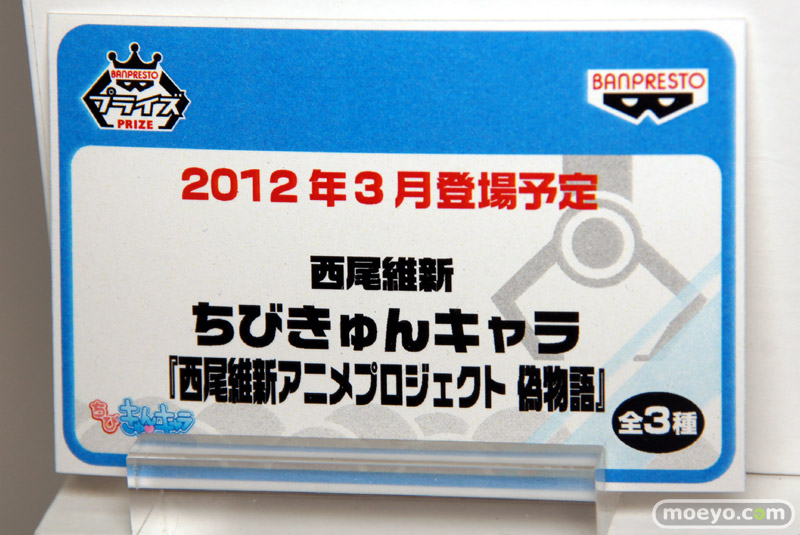 BANPRESTO
プライズ
PRIZE
BANPRESTO
2012年3月登場予定
西尾維新
ちびきゅんキャラ
『西尾維新アニメプロジェクト 偽物語』
ちびきゅんキャラ
全3種
moeyo.com